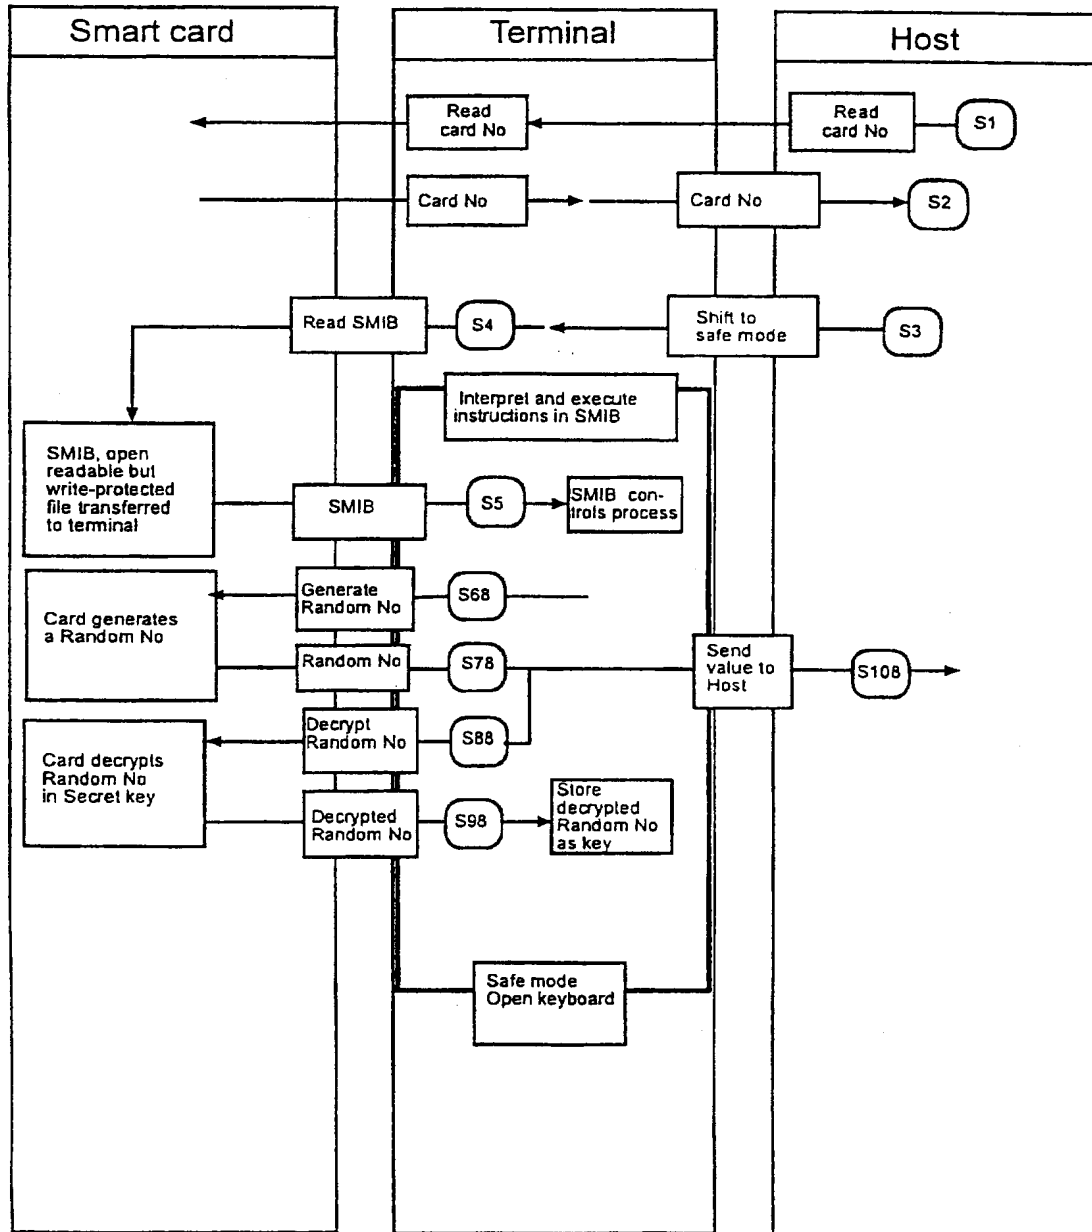 Smart card
Terminal
Host
Read
card No
Read
card No
S1
Card No
Card No
S2
Read SMIB
S4
Shift to
safe mode
S3
Interpret and execute
instructions in SMIB
SMIB, open
readable but
write-protected
file transferred
to terminal
SMIB
S5
SMIB con-
trols process
Generate
Random No
S68
Card generates
a Random No
Random No
S78
Send
value to
Host
S108
Decrypt
Random No
S88
Card decrypts
Random No
in Secret key
Decrypted
Random No
S98
Store
decrypted
Random No
as key
Safe mode
Open keyboard